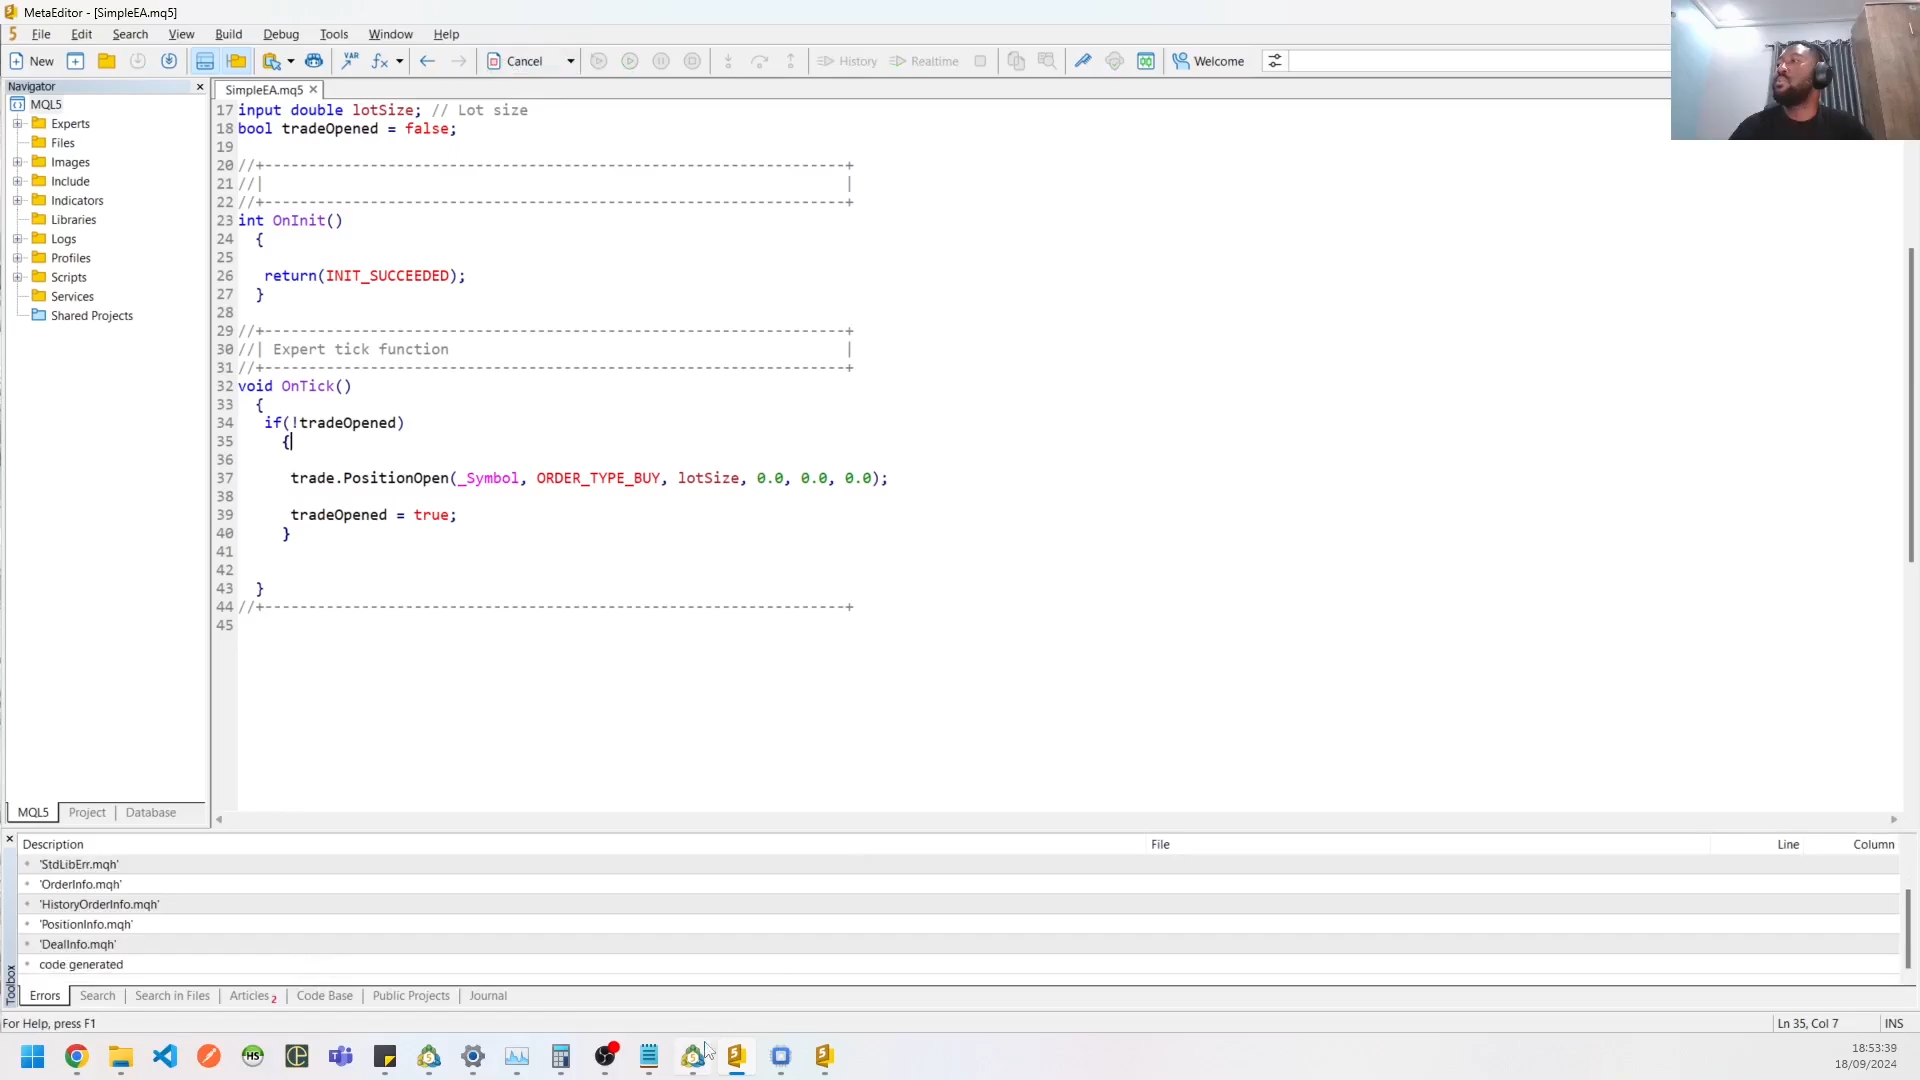 MetaEditor - [SimpleEA.mq5]
5 File Edit Search View Build Debug Tools Window Help
New VAR fx Cancel History Realtime Welcome
Navigator
SimpleEA.mq5
MQL5
Experts
Files
Images
Include
Indicators
Libraries
Logs
Profiles
Scripts
Services
Shared Projects
17 input double lotSize; // Lot size
18 bool tradeOpened = false;
19
20 //+------------------------------------------------------------------+
21 //| |
22 //+------------------------------------------------------------------+
23 int OnInit()
24 {
25
26 return(INIT_SUCCEEDED);
27 }
28
29 //+------------------------------------------------------------------+
30 //| Expert tick function |
31 //+------------------------------------------------------------------+
32 void OnTick()
33 {
34 if(!tradeOpened)
35 {
36
37 trade.PositionOpen(_Symbol, ORDER_TYPE_BUY, lotSize, 0.0, 0.0, 0.0);
38
39 tradeOpened = true;
40 }
41
42
43 }
44 //+------------------------------------------------------------------+
45
MQL5 Project Database
Description File Line Column
'StdLibErr.mqh'
'OrderInfo.mqh'
'HistoryOrderInfo.mqh'
'PositionInfo.mqh'
'DealInfo.mqh'
code generated
Toolbox
Errors Search Search in Files Articles 2 Code Base Public Projects Journal
For Help, press F1 Ln 35, Col 7 INS
18:53:39
18/09/2024